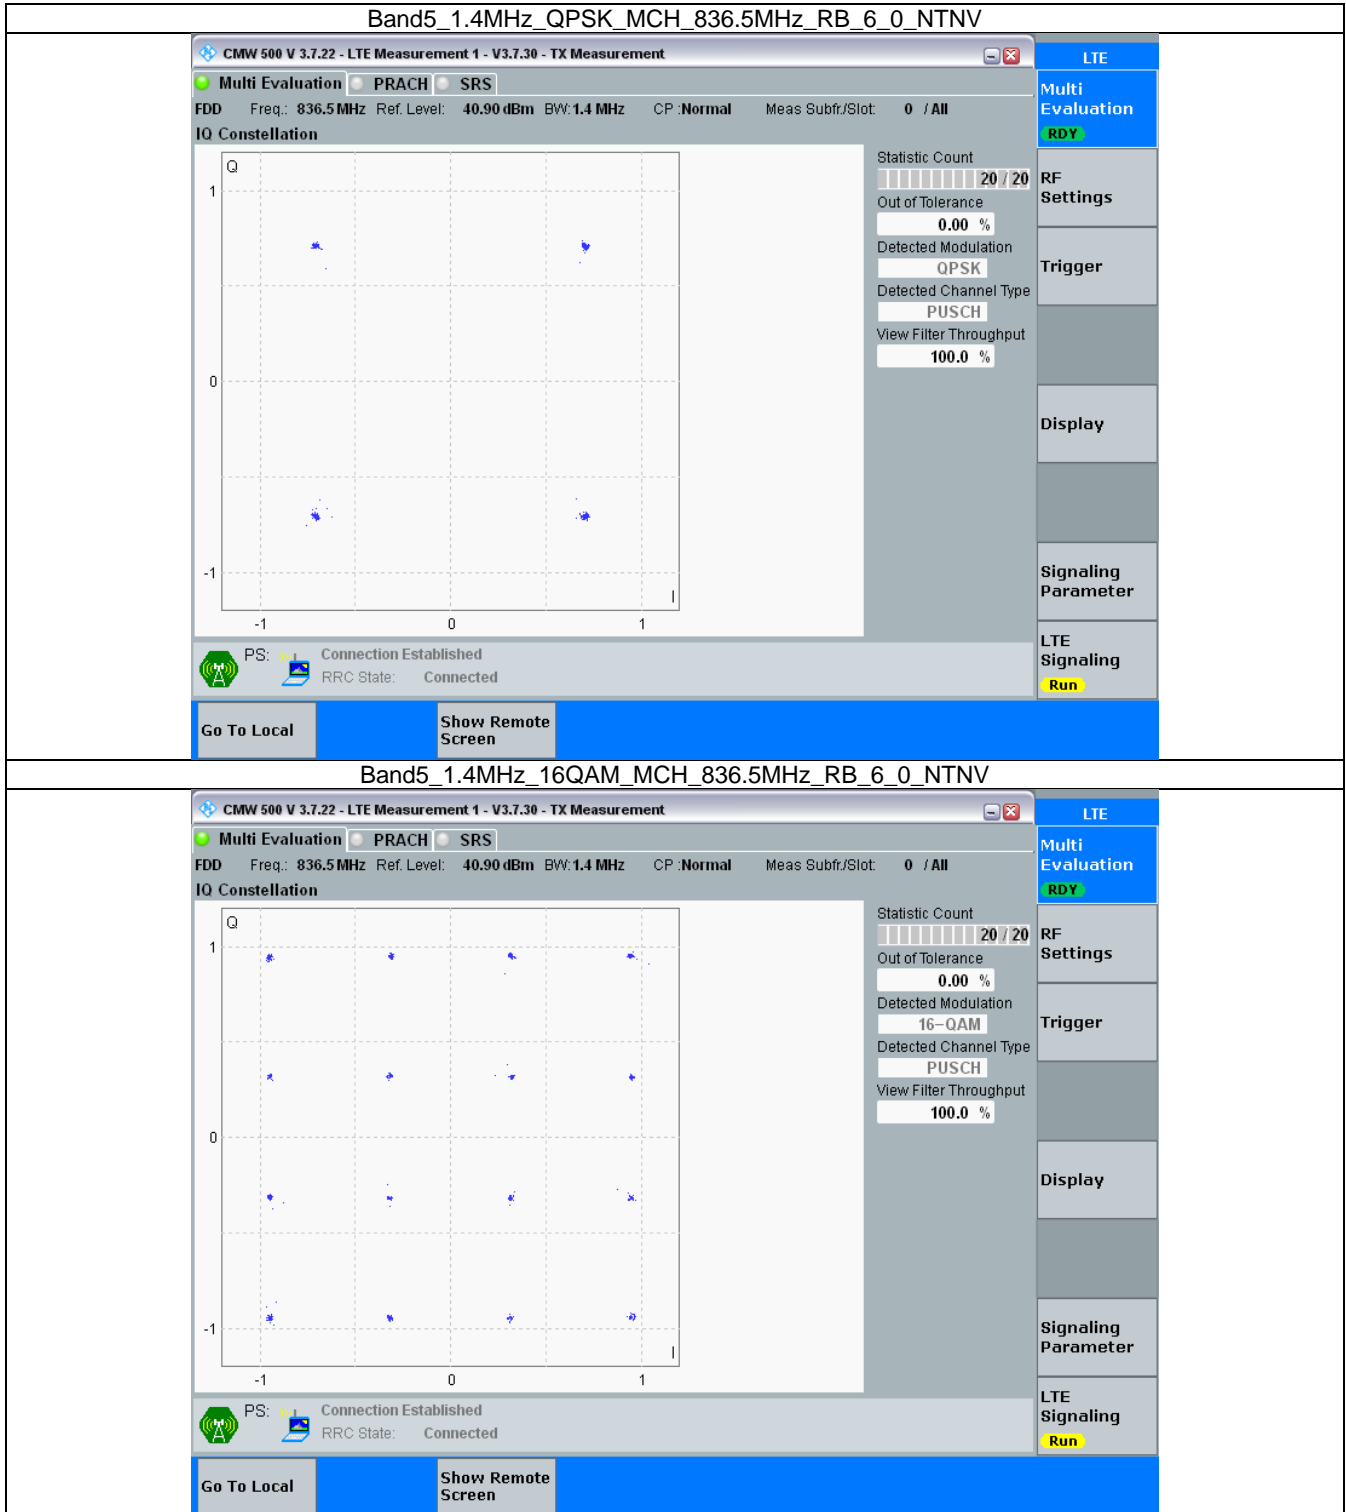 Band5_1.4MHz_QPSK_MCH_836.5MHz_RB_6_0_NTNV
CMW 500 V 3.7.22 - LTE Measurement 1 - V3.7.30 - TX Measurement
LTE
Multi Evaluation PRACH SRS
Multi
Evaluation
RDY
FDD Freq.: 836.5 MHz Ref. Level: 40.90 dBm BW: 1.4 MHz CP :Normal Meas Subfr./Slot: 0 / All
IQ Constellation
Q
1
0
-1
I
-1 0 1
Statistic Count
20 / 20
Out of Tolerance
0.00 %
Detected Modulation
QPSK
Detected Channel Type
PUSCH
View Filter Throughput
100.0 %
RF
Settings
Trigger
Display
Signaling
Parameter
LTE
Signaling
Run
PS: Connection Established
RRC State: Connected
Go To Local
Show Remote
Screen
Band5_1.4MHz_16QAM_MCH_836.5MHz_RB_6_0_NTNV
CMW 500 V 3.7.22 - LTE Measurement 1 - V3.7.30 - TX Measurement
LTE
Multi Evaluation PRACH SRS
Multi
Evaluation
RDY
FDD Freq.: 836.5 MHz Ref. Level: 40.90 dBm BW: 1.4 MHz CP :Normal Meas Subfr./Slot: 0 / All
IQ Constellation
Q
1
0
-1
I
-1 0 1
Statistic Count
20 / 20
Out of Tolerance
0.00 %
Detected Modulation
16-QAM
Detected Channel Type
PUSCH
View Filter Throughput
100.0 %
RF
Settings
Trigger
Display
Signaling
Parameter
LTE
Signaling
Run
PS: Connection Established
RRC State: Connected
Go To Local
Show Remote
Screen